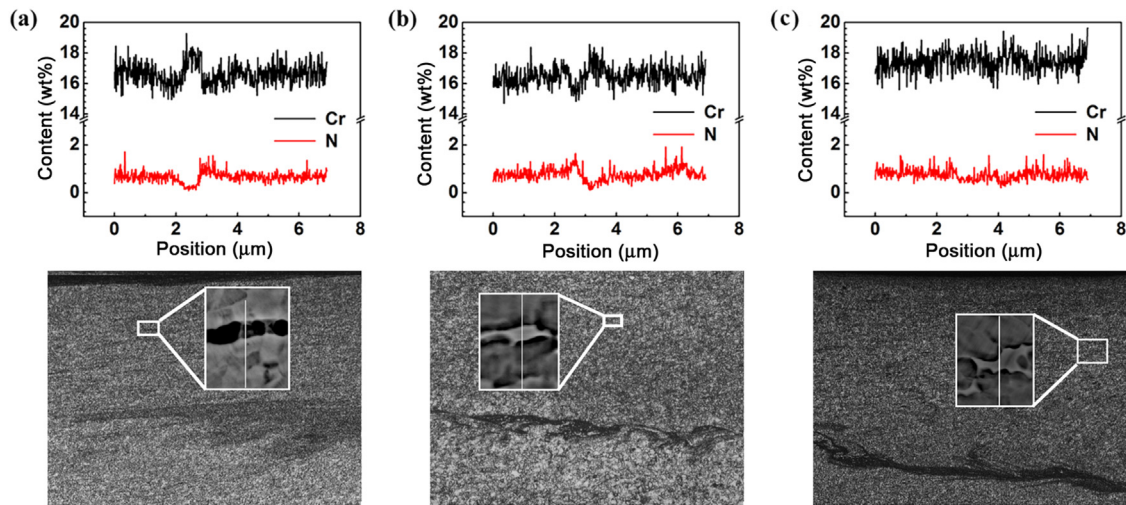 (a)
20
18
16
14
2
0
Content (wt%)
Cr
N
0 2 4 6 8
Position (μm)
(b)
20
18
16
14
2
0
Content (wt%)
Cr
N
0 2 4 6 8
Position (μm)
(c)
20
18
16
14
2
0
Content (wt%)
Cr
N
0 2 4 6 8
Position (μm)